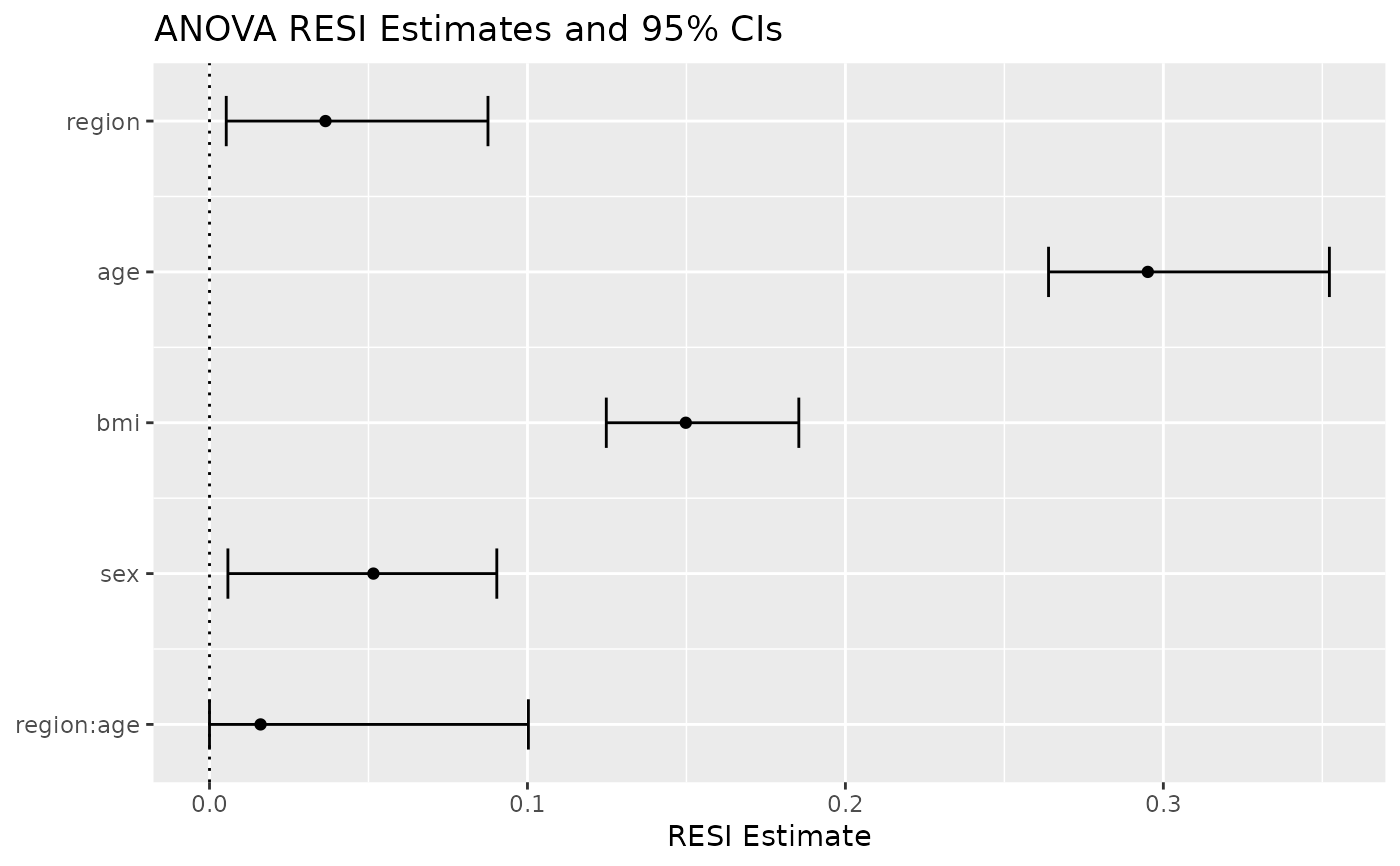 ANOVA RESI Estimates and 95% CIs
region
age
bmi
sex
region:age
0.0 0.1 0.2 0.3
RESI Estimate